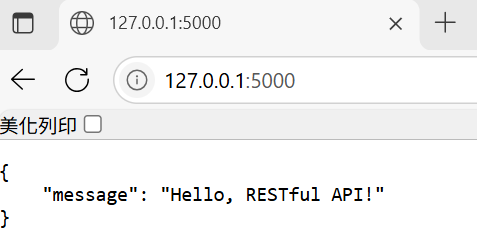 127.0.0.1:5000
127.0.0.1:5000
美化列印
{
    "message": "Hello, RESTful API!"
}